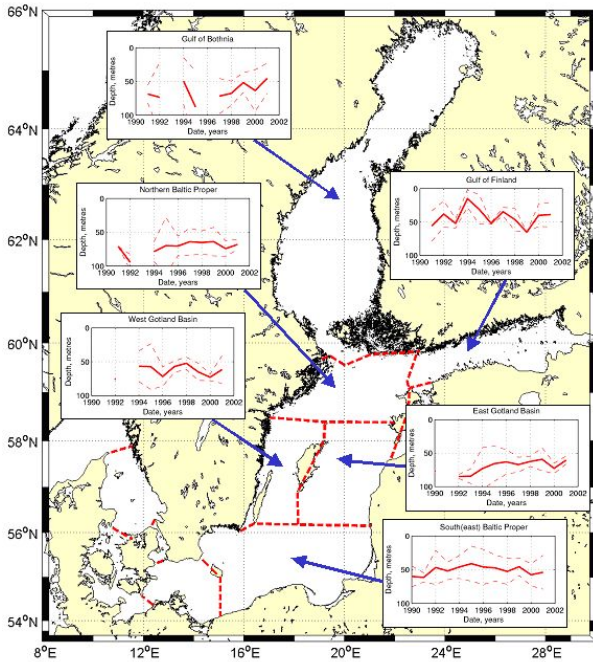 66°N
64°N
62°N
60°N
58°N
56°N
54°N
Gulf of Bothnia
Depth, metres
0
50
100
1990 1992 1994 1996 1998 2000 2002
Date, years
Northern Baltic Proper
Depth, metres
0
50
100
1990 1992 1994 1996 1998 2000 2002
Date, years
Gulf of Finland
Depth, metres
0
50
100
1990 1992 1994 1996 1998 2000 2002
Date, years
West Gotland Basin
Depth, metres
0
50
100
1990 1992 1994 1996 1998 2000 2002
Date, years
East Gotland Basin
Depth, metres
0
50
100
1990 1992 1994 1996 1998 2000 2002
Date, years
South(east) Baltic Proper
Depth, metres
0
50
100
1990 1992 1994 1996 1998 2000 2002
Date, years
8°E 12°E 16°E 20°E 24°E 28°E